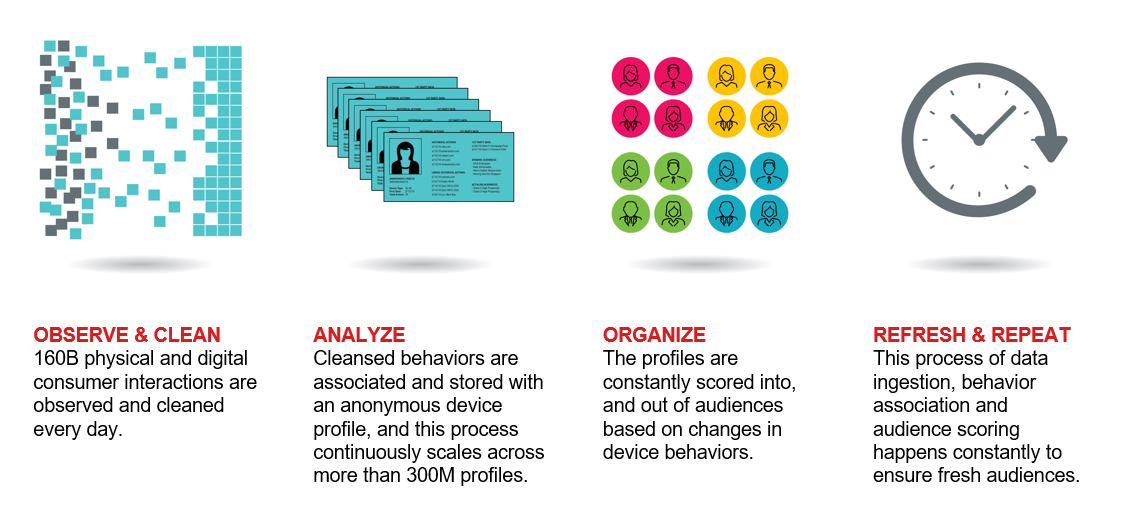 OBSERVE & CLEAN
160B physical and digital
consumer interactions are
observed and cleaned
every day.
ANALYZE
Cleansed behaviors are
associated and stored with
an anonymous device
profile, and this process
continuously scales across
more than 300M profiles.
ORGANIZE
The profiles are
constantly scored into,
and out of audiences
based on changes in
device behaviors.
REFRESH & REPEAT
This process of data
ingestion, behavior
association and
audience scoring
happens constantly to
ensure fresh audiences.